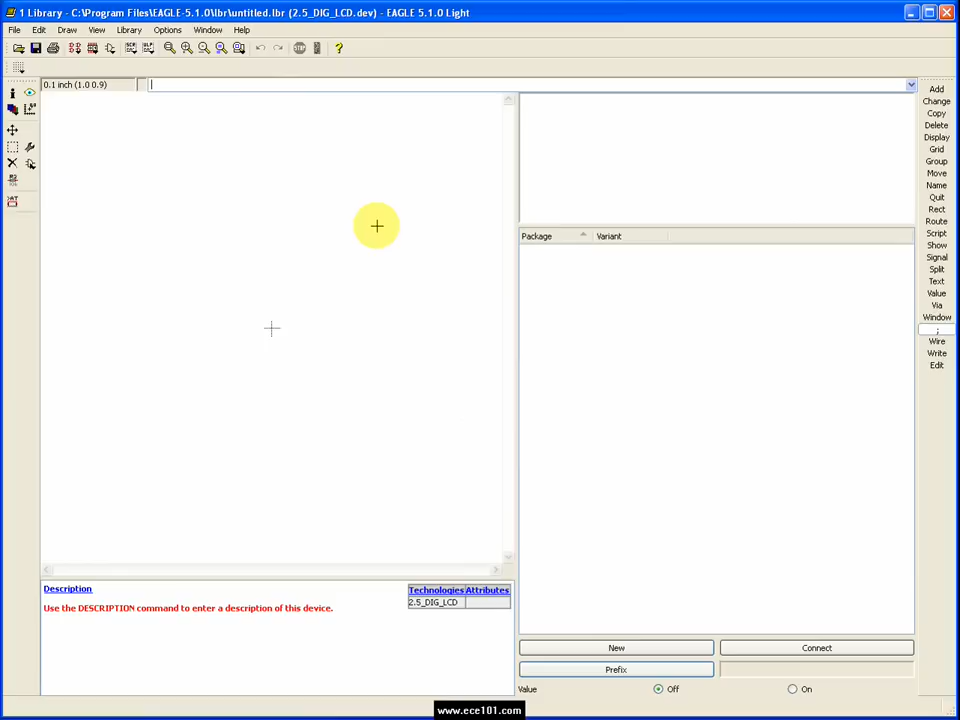 1 Library - C:\Program Files\EAGLE-5.1.0\lbr\untitled.lbr (2.5_DIG_LCD.dev) - EAGLE 5.1.0 Light
File Edit Draw View Library Options Window Help
0.1 inch (1.0 0.9)
Package Variant
Add
Change
Copy
Delete
Display
Grid
Group
Move
Name
Quit
Rect
Route
Script
Show
Signal
Split
Text
Value
Via
Window
;
Wire
Write
Edit
Description
Use the DESCRIPTION command to enter a description of this device.
Technologies Attributes
2.5_DIG_LCD
New Connect
Prefix
Value Off On
www.ece101.com